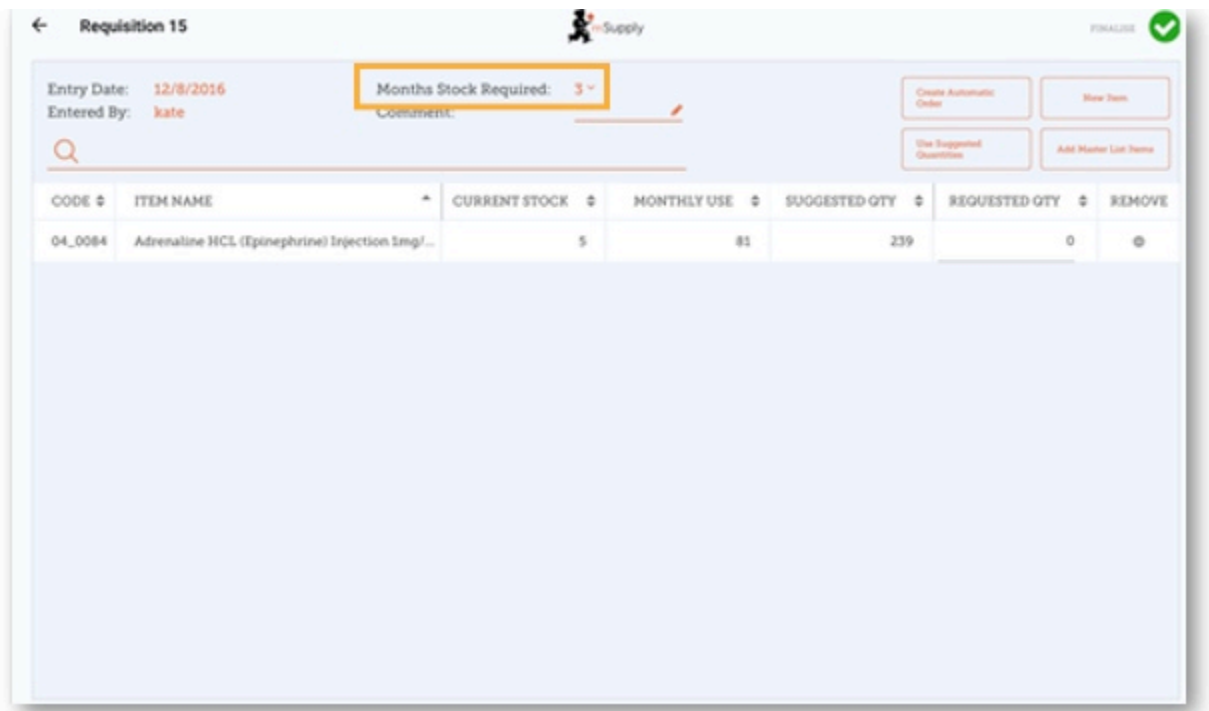 Requisition 15
mSupply
FINALISE
Entry Date: 12/8/2016
Months Stock Required: 3
Entered By: kate
Comment:
Create Automatic
Order
New Item
Use Suggested
Quantities
Add Master List Items
CODE ITEM NAME CURRENT STOCK MONTHLY USE SUGGESTED QTY REQUESTED QTY REMOVE
04_0084 Adrenaline HCL (Epinephrine) Injection 1mg/... 5 81 239 0